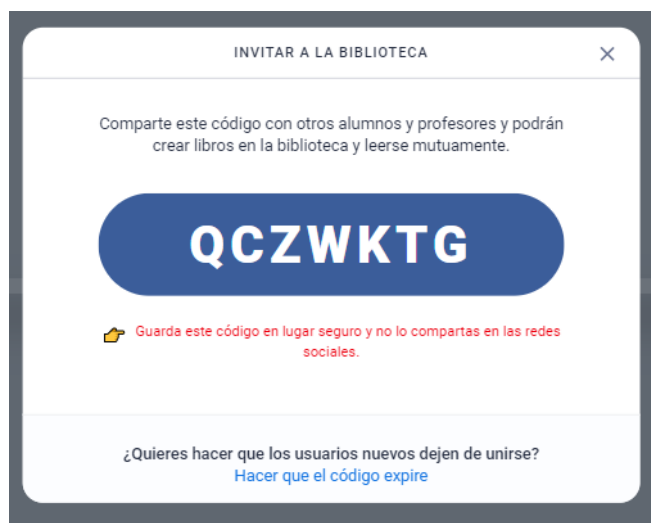 INVITAR A LA BIBLIOTECA
Comparte este código con otros alumnos y profesores y podrán
crear libros en la biblioteca y leerse mutuamente.
QCZWKTG
Guarda este código en lugar seguro y no lo compartas en las redes
sociales.
¿Quieres hacer que los usuarios nuevos dejen de unirse?
Hacer que el código expire